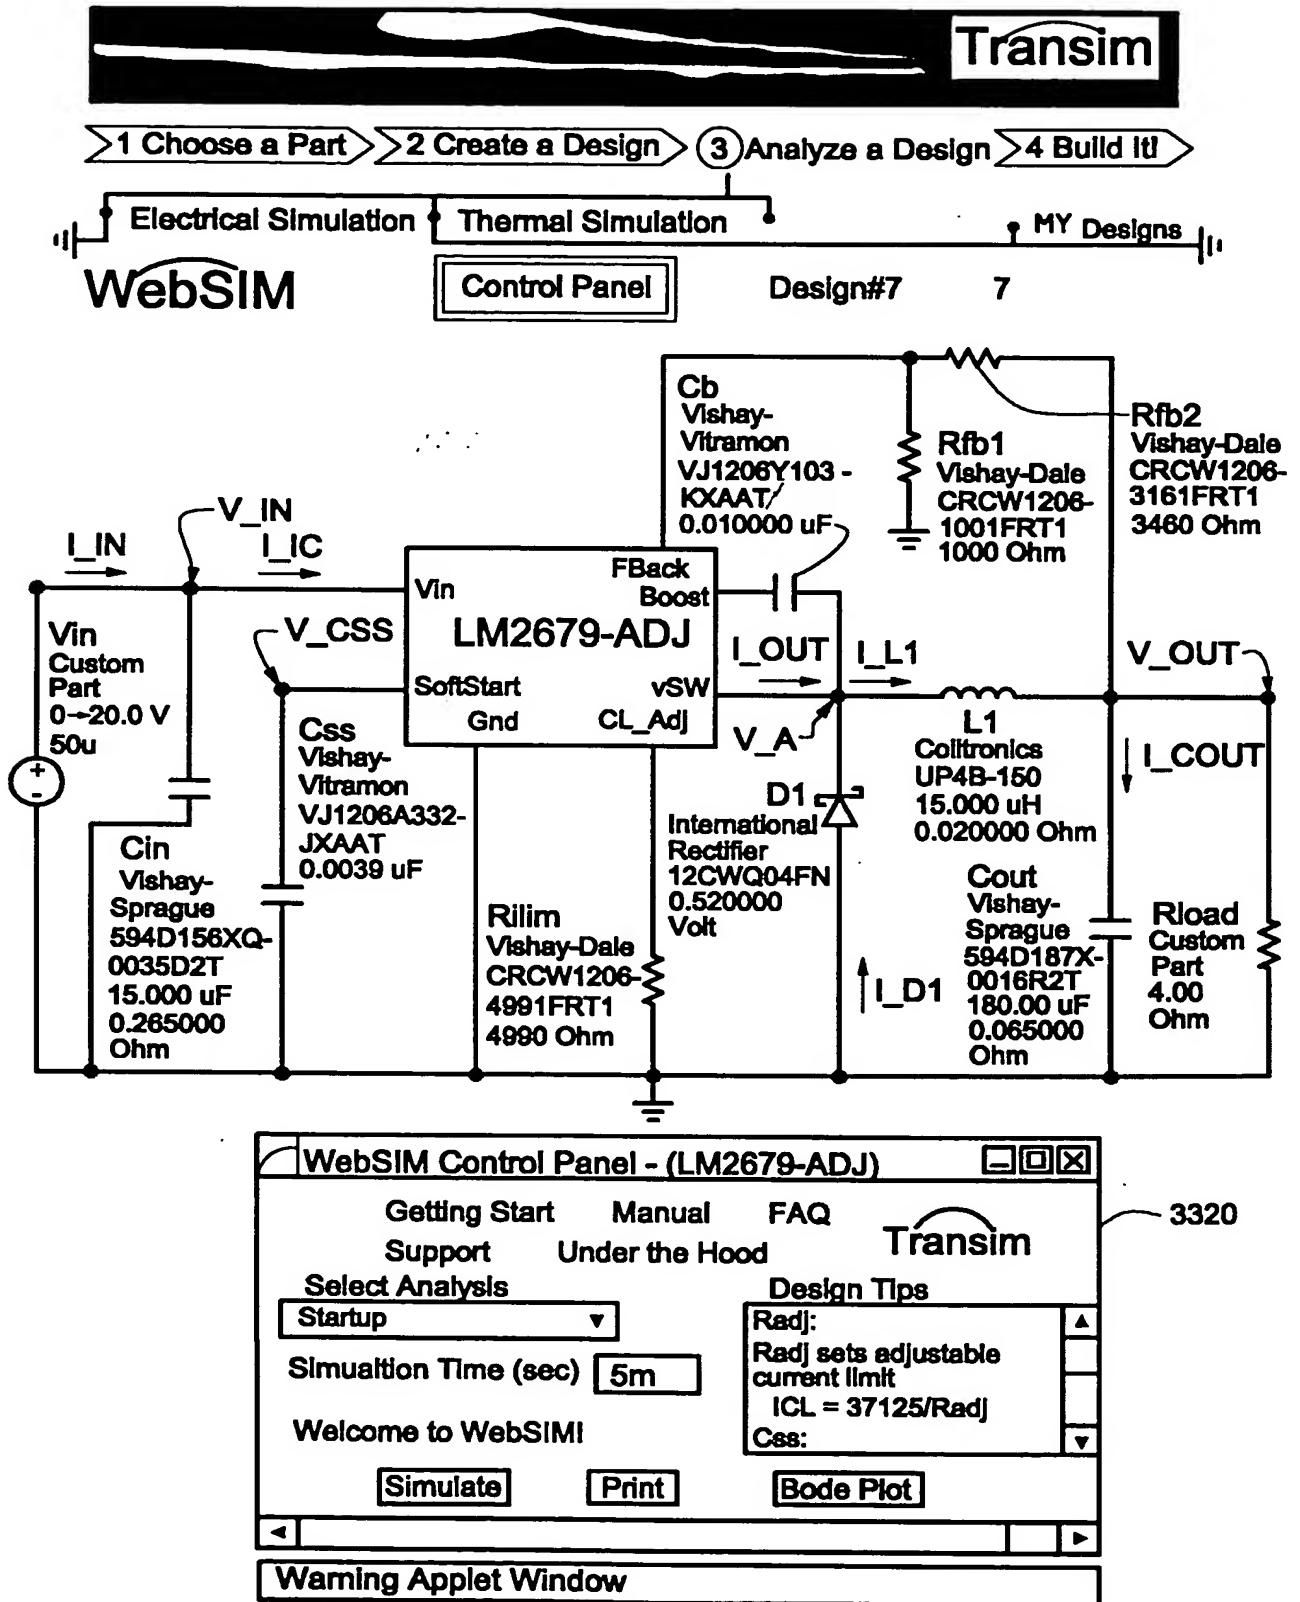 Transim
1 Choose a Part
2 Create a Design
3 Analyze a Design
4 Build It!
Electrical Simulation
Thermal Simulation
MY Designs
WebSIM
Control Panel
Design#7
7
Cb
Vishay-
Vitramon
VJ1206Y103 -
KXAAT
0.010000 uF
Rfb1
Vishay-Dale
CRCW1206-
1001FRT1
1000 Ohm
Rfb2
Vishay-Dale
CRCW1206-
3161FRT1
3460 Ohm
V_IN
I_IN
I_IC
Vin
Custom
Part
0→20.0 V
50u
+
-
V_CSS
Vin
FBack
Boost
LM2679-ADJ
SoftStart
vSW
Gnd
CL_Adj
I_OUT
I_L1
V_OUT
V_A
L1
Coiltronics
UP4B-150
15.000 uH
0.020000 Ohm
I_COUT
Css
Vishay-
Vitramon
VJ1206A332-
JXAAT
0.0039 uF
D1
International
Rectifier
12CWQ04FN
0.520000
Volt
Cin
Vishay-
Sprague
594D156XQ-
0035D2T
15.000 uF
0.265000
Ohm
Rilim
Vishay-Dale
CRCW1206-
4991FRT1
4990 Ohm
I_D1
Cout
Vishay-
Sprague
594D187X-
0016R2T
180.00 uF
0.065000
Ohm
Rload
Custom
Part
4.00
Ohm
WebSIM Control Panel - (LM2679-ADJ)
3320
Getting Start Manual FAQ
Support Under the Hood
Transim
Select Analysis
Startup
Simualtion Time (sec) 5m
Welcome to WebSIM!
Design Tips
Radj:
Radj sets adjustable
current limit
ICL = 37125/Radj
Css:
Simulate
Print
Bode Plot
Warning Applet Window